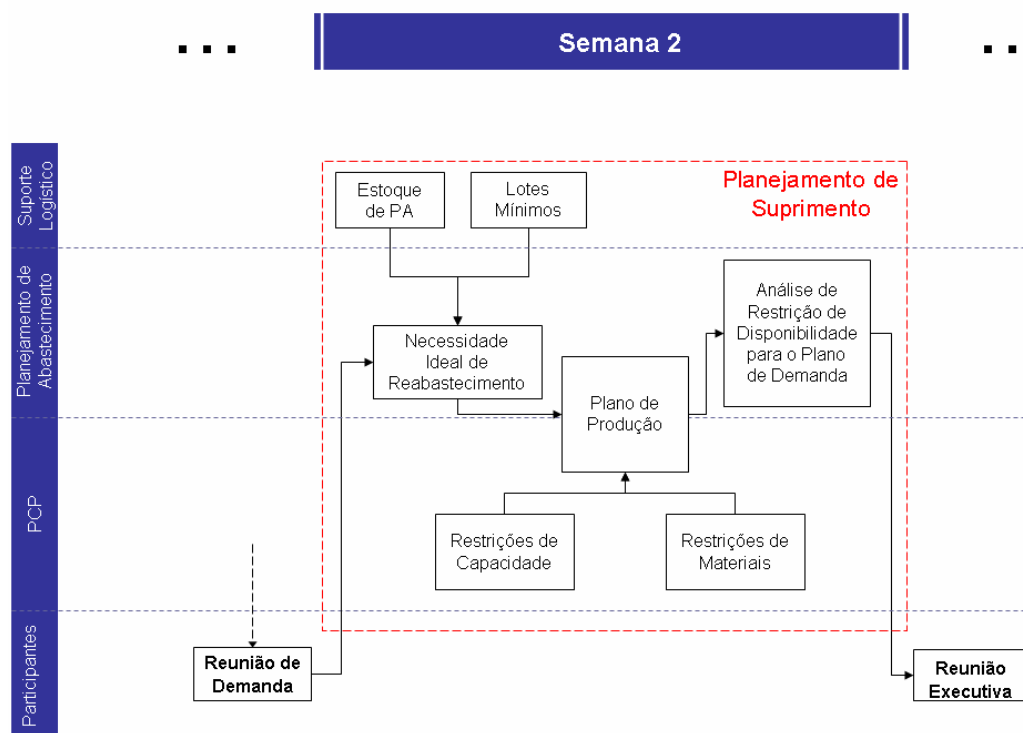 ...
Semana 2
...
Suporte
Logístico
Estoque
de PA
Lotes
Mínimos
Planejamento de
Suprimento
Planejamento de
Abastecimento
Necessidade
Ideal de
Reabastecimento
Análise de
Restrição de
Disponibilidade
para o Plano
de Demanda
Plano de
Produção
PCP
Restrições de
Capacidade
Restrições de
Materiais
Participantes
Reunião de
Demanda
Reunião
Executiva